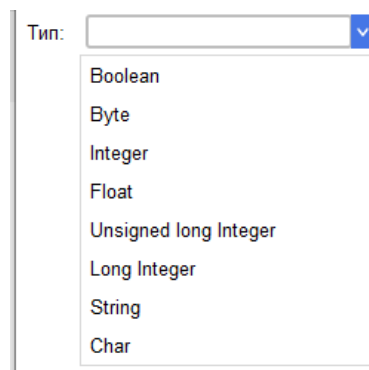 Тип:
Boolean
Byte
Integer
Float
Unsigned long Integer
Long Integer
String
Char